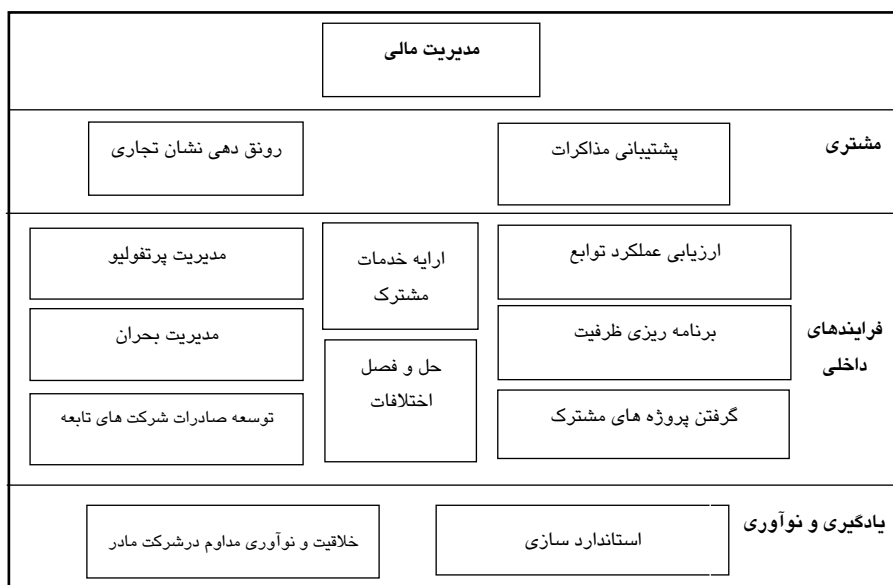 مدیریت مالی
مشتری
پشتیبانی مذاکرات
رونق دهی نشان تجاری
فرایندهای
داخلی
ارزیابی عملکرد توابع
برنامه ریزی ظرفیت
گرفتن پروژه های مشترک
ارایه خدمات
مشترک
حل و فصل
اختلافات
مدیریت پرتفولیو
مدیریت بحران
توسعه صادرات شرکت های تابعه
یادگیری و نوآوری
استاندارد سازی
خلاقیت و نوآوری مداوم درشرکت مادر